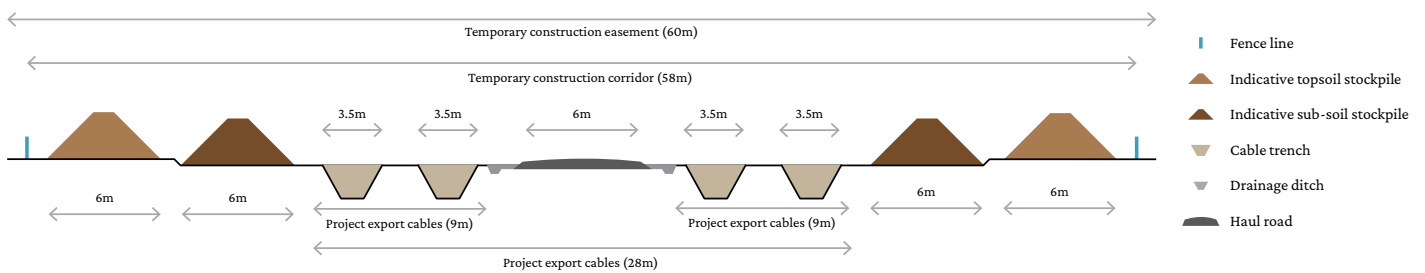 Temporary construction easement (60m)
Temporary construction corridor (58m)
3.5m
3.5m
6m
3.5m
3.5m
6m
6m
6m
6m
Project export cables (9m)
Project export cables (9m)
Project export cables (28m)
Fence line
Indicative topsoil stockpile
Indicative sub-soil stockpile
Cable trench
Drainage ditch
Haul road